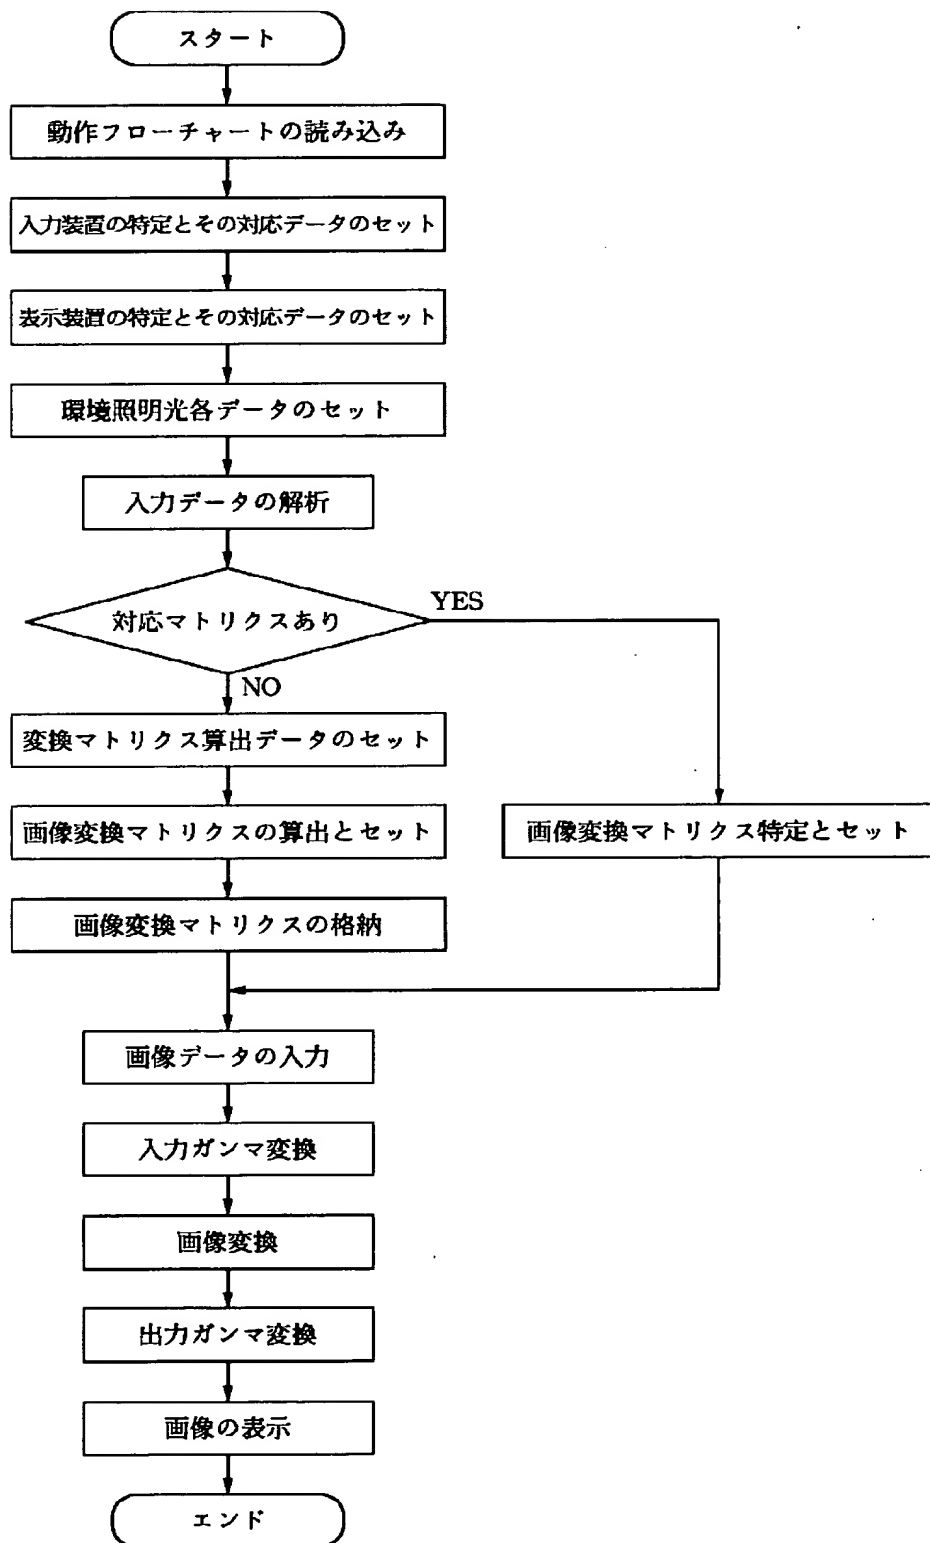 スタート
動作フローチャートの読み込み
入力装置の特定とその対応データのセット
表示装置の特定とその対応データのセット
環境照明光各データのセット
入力データの解析
対応マトリクスあり
YES
NO
変換マトリクス算出データのセット
画像変換マトリクスの算出とセット
画像変換マトリクス特定とセット
画像変換マトリクスの格納
画像データの入力
入力ガンマ変換
画像変換
出力ガンマ変換
画像の表示
エンド